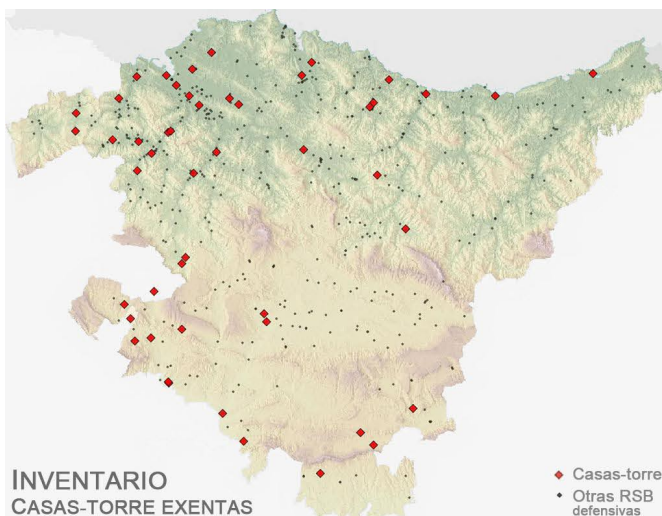 INVENTARIO
CASAS-TORRE EXENTAS
Casas-torre
Otras RSB
defensivas